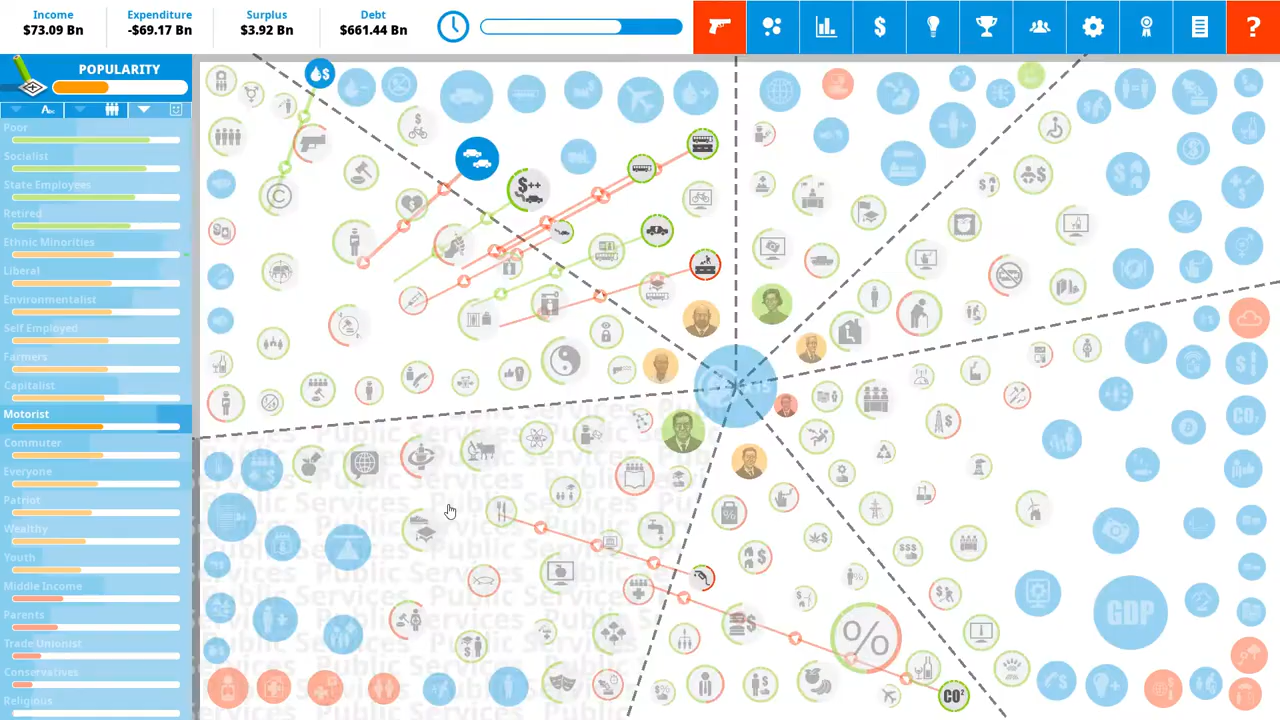 Income
$73.09 Bn
Expenditure
-$69.17 Bn
Surplus
$3.92 Bn
Debt
$661.44 Bn
?
POPULARITY
Poor
Socialist
State Employees
Retired
Ethnic Minorities
Liberal
Environmentalist
Self Employed
Farmers
Capitalist
Motorist
Commuter
Everyone
Patriot
Wealthy
Youth
Middle Income
Parents
Trade Unionist
Conservatives
Religious
Public Services
GDP
CO²
$++